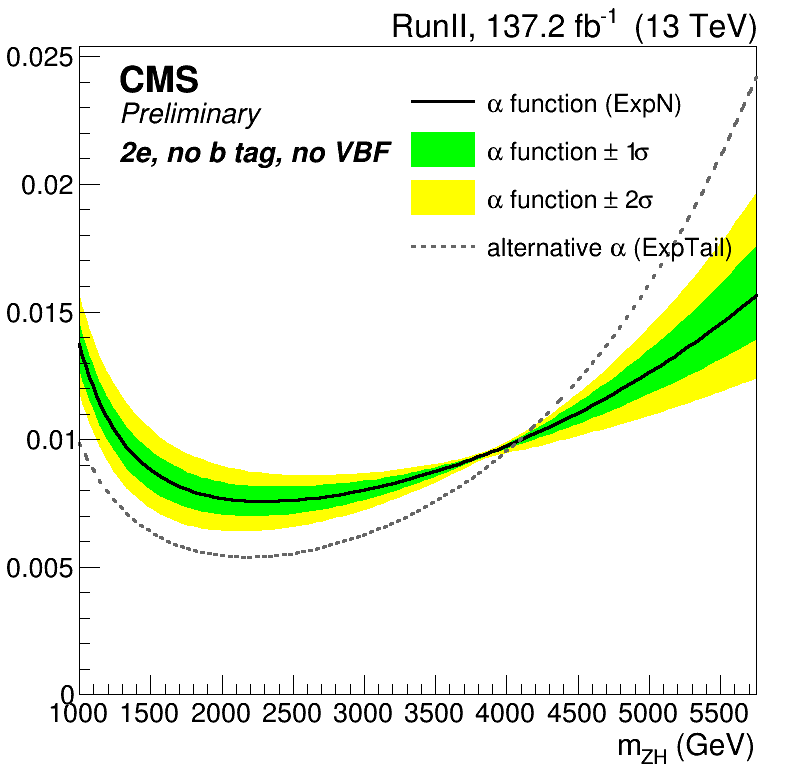 RunII, 137.2 fb⁻¹ (13 TeV)
0.025
CMS
Preliminary
2e, no b tag, no VBF
α function (ExpN)
α function ± 1σ
α function ± 2σ
alternative α (ExpTail)
0.02
0.015
0.01
0.005
0
1000 1500 2000 2500 3000 3500 4000 4500 5000 5500
m_ZH (GeV)